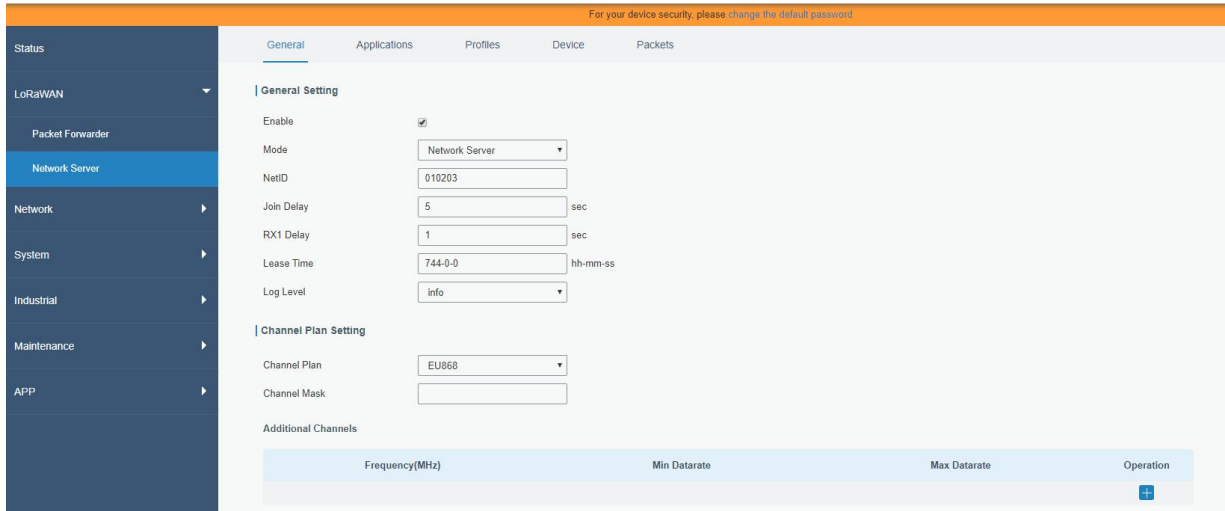 For your device security, please change the default password
Status
LoRaWAN
Packet Forwarder
Network Server
Network
System
Industrial
Maintenance
APP
General Applications Profiles Device Packets
General Setting
Enable
Mode Network Server
NetID 010203
Join Delay 5 sec
RX1 Delay 1 sec
Lease Time 744-0-0 hh-mm-ss
Log Level info
Channel Plan Setting
Channel Plan EU868
Channel Mask
Additional Channels
Frequency(MHz) Min Datarate Max Datarate Operation